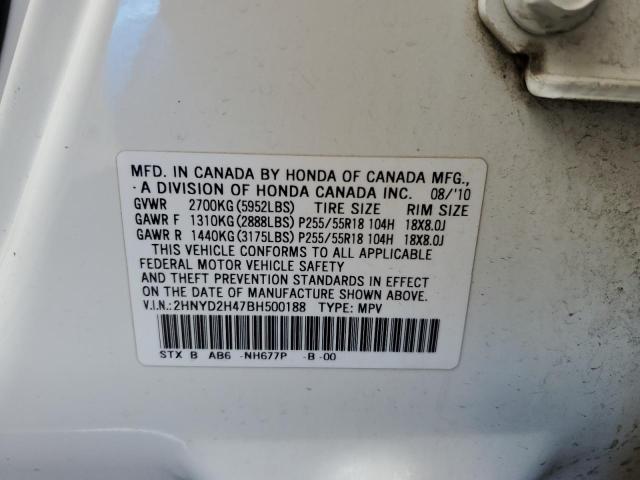 MFD. IN CANADA BY HONDA OF CANADA MFG.,
A DIVISION OF HONDA CANADA INC. 08/'10
GVWR 2700KG(5952LBS) TIRE SIZE RIM SIZE
GAWR F 1310KG(2888LBS)P255/55R18 104H 18X8.0J
GAWR R 1440KG(3175LBS)P255/55R18 104H 18X8.0J
THIS VEHICLE CONFORMS TO ALL APPLICABLE
FEDERAL MOTOR VEHICLE SAFETY
AND THEFT PREVENTION STANDARDS IN EFFECT
ON THE DATE OF MANUFACTURE SHOWN ABOVE.
V.I.N.:2HNYD2H47BH500188 TYPE: MPV
STX B AB6 -NH677P -B -00